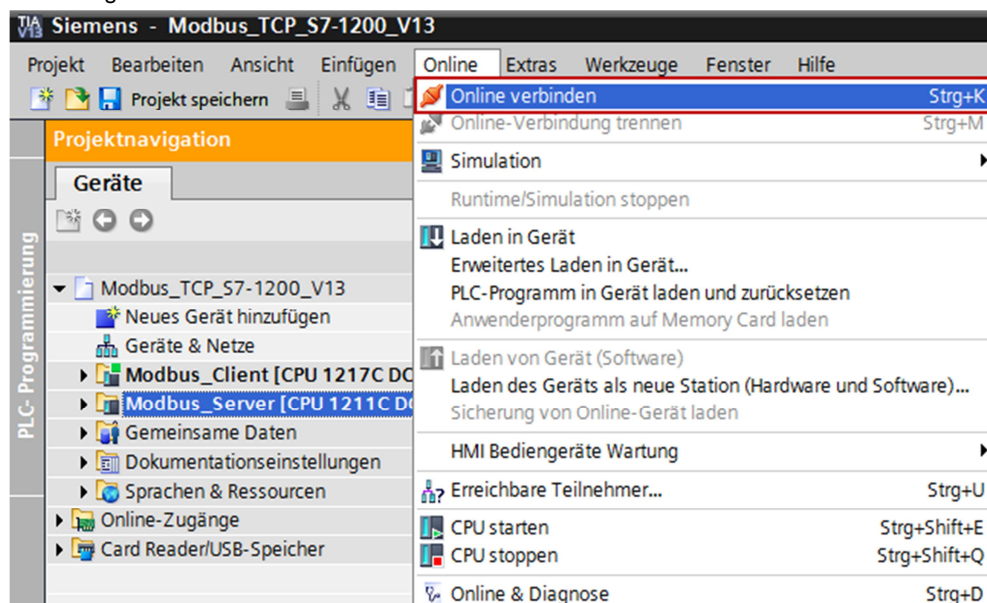 Siemens - Modbus_TCP_S7-1200_V13
Projekt Bearbeiten Ansicht Einfügen Online Extras Werkzeuge Fenster Hilfe
Projekt speichern
Online verbinden Strg+K
Online-Verbindung trennen Strg+M
Simulation
Runtime/Simulation stoppen
Laden in Gerät
Erweitertes Laden in Gerät...
PLC-Programm in Gerät laden und zurücksetzen
Anwenderprogramm auf Memory Card laden
Laden von Gerät (Software)
Laden des Geräts als neue Station (Hardware und Software)...
Sicherung von Online-Gerät laden
HMI Bediengeräte Wartung
Erreichbare Teilnehmer... Strg+U
CPU starten Strg+Shift+E
CPU stoppen Strg+Shift+Q
Online & Diagnose Strg+D
Projektnavigation
Geräte
Modbus_TCP_S7-1200_V13
Neues Gerät hinzufügen
Geräte & Netze
Modbus_Client [CPU 1217C DC
Modbus_Server [CPU 1211C DC
Gemeinsame Daten
Dokumentationseinstellungen
Sprachen & Ressourcen
Online-Zugänge
Card Reader/USB-Speicher
PLC-Programmierung